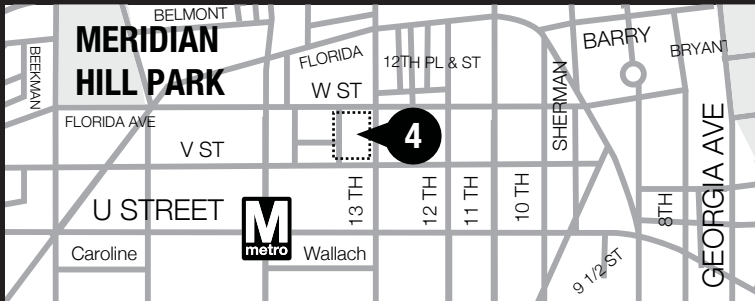 BELMONT
MERIDIAN
HILL PARK
BEEKMAN
FLORIDA
12TH PL & ST
BARRY
BRYANT
W ST
FLORIDA AVE
V ST
4
SHERMAN
GEORGIA AVE
U STREET
M
metro
13 TH
12 TH
11 TH
10 TH
8TH
Caroline
Wallach
9 1/2 ST